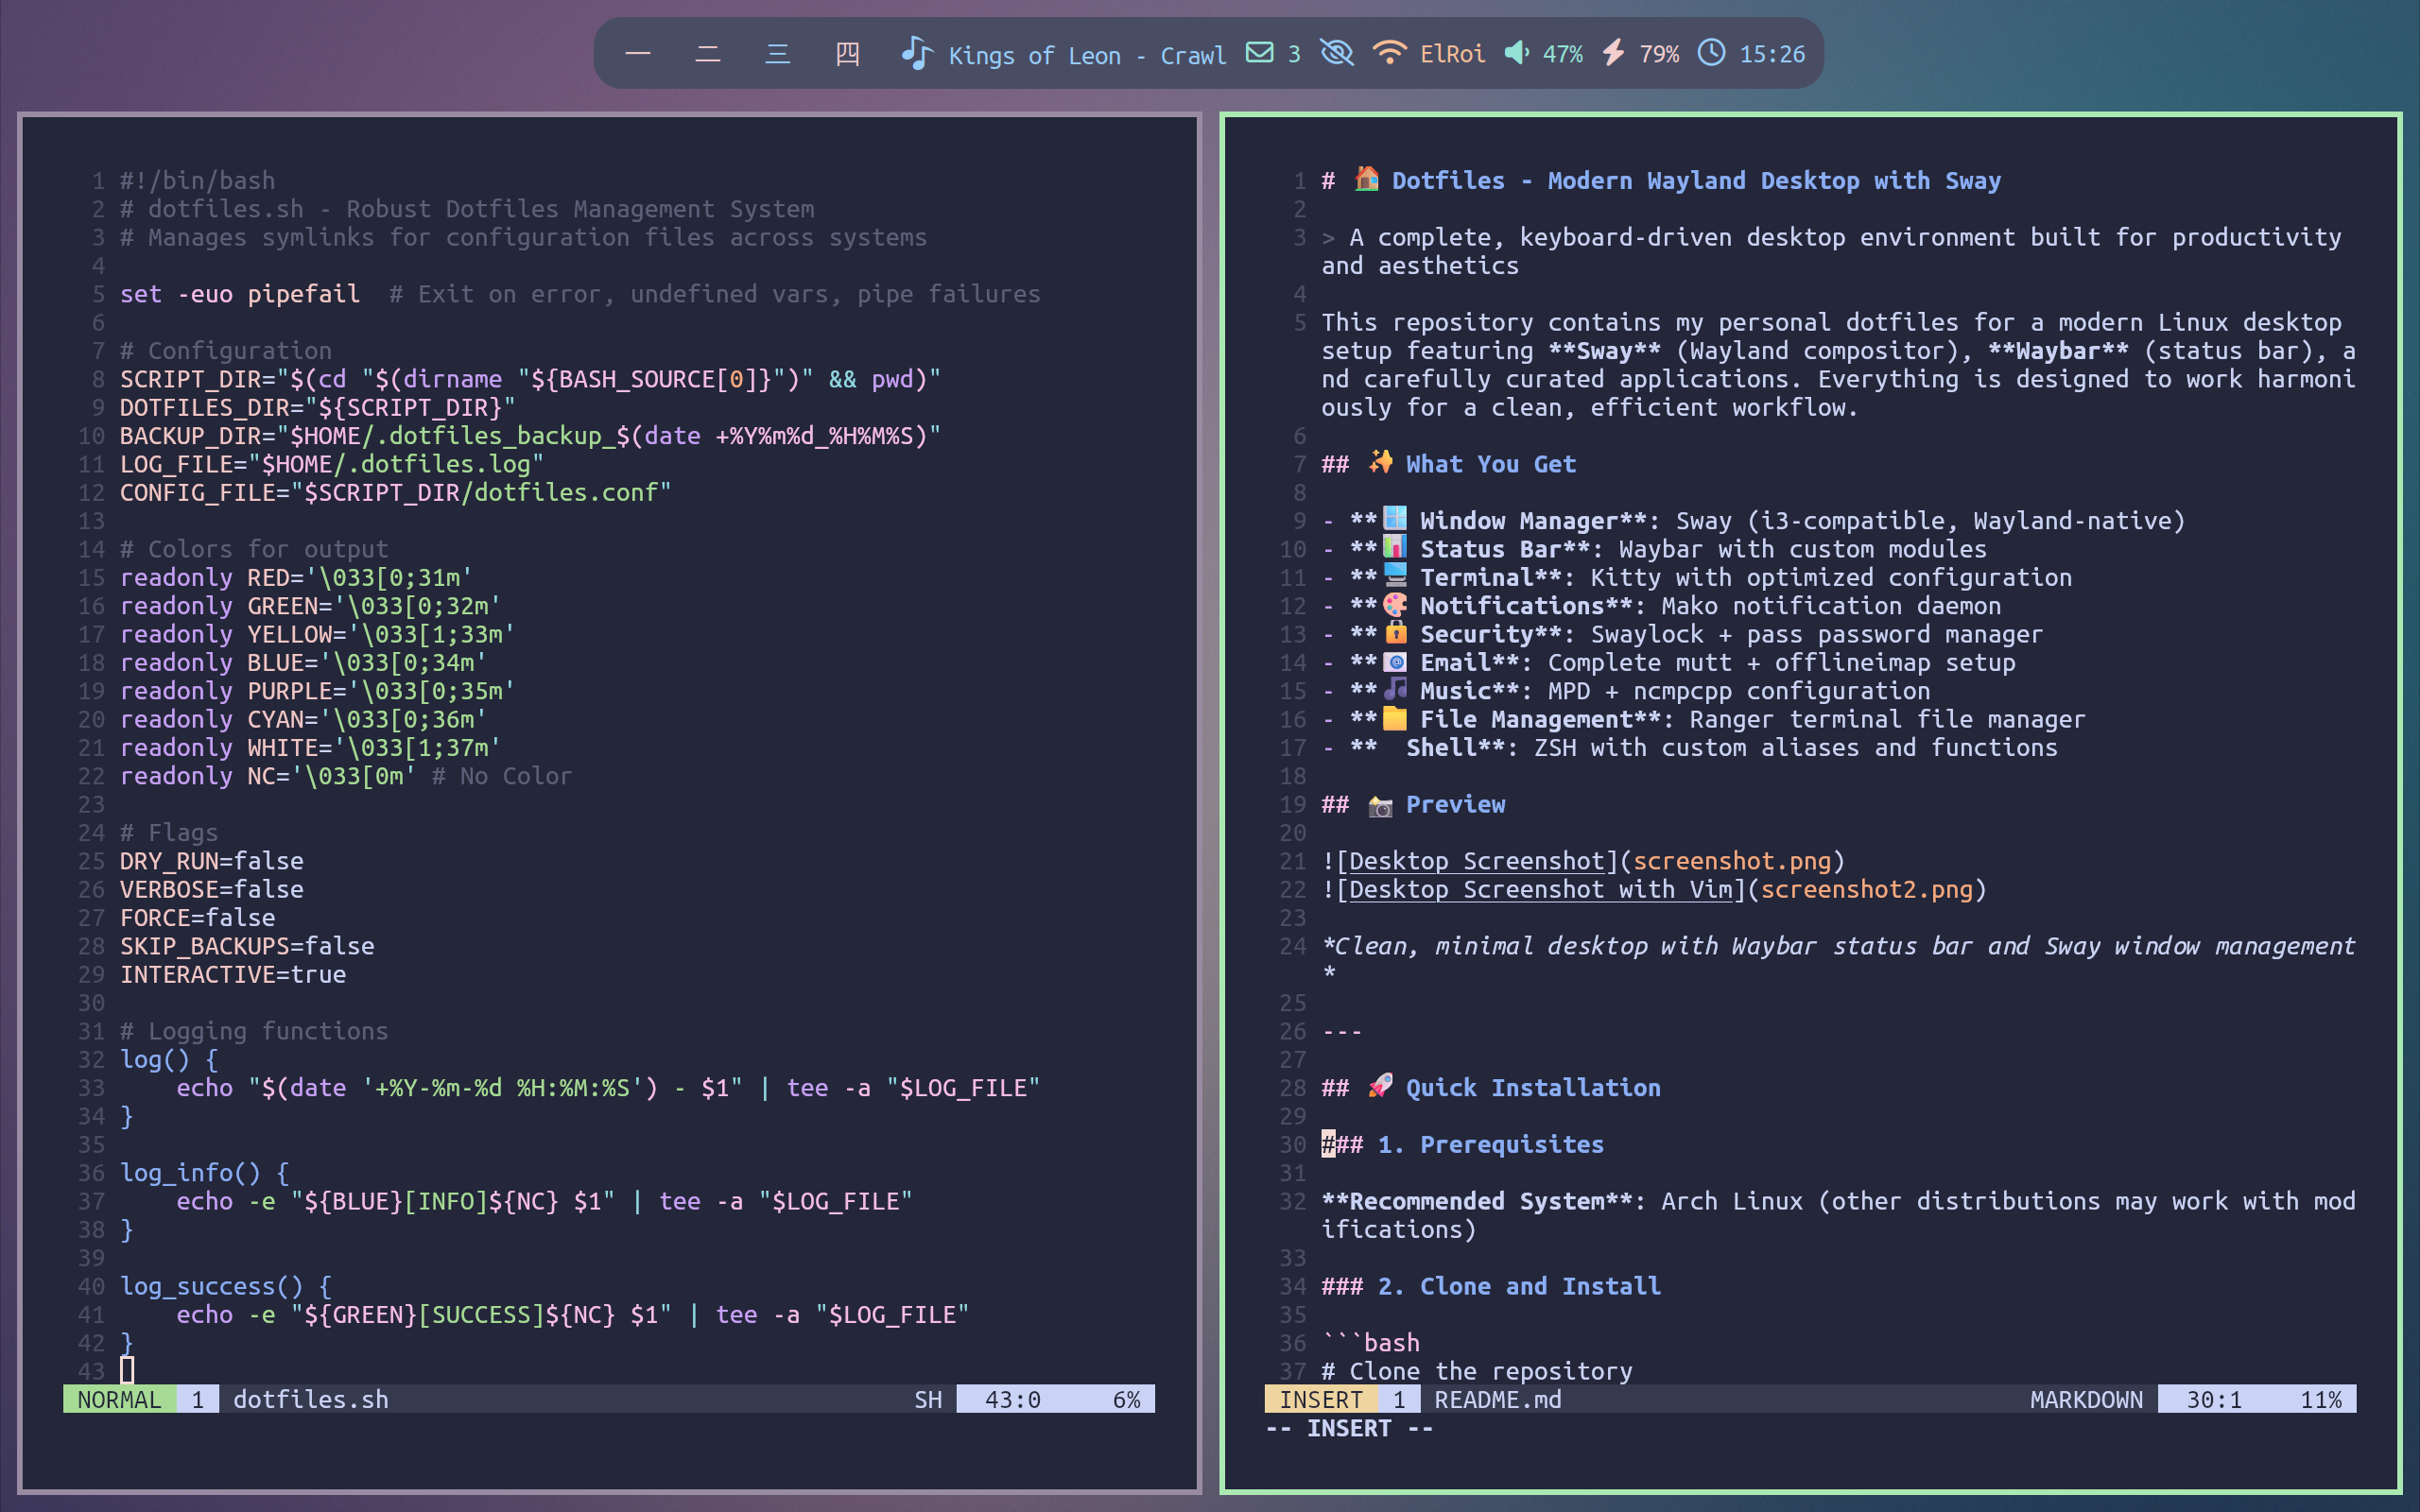 一 二 三 四 Kings of Leon - Crawl 3 ElRoi 47% 79% 15:26
1 #!/bin/bash
2 # dotfiles.sh - Robust Dotfiles Management System
3 # Manages symlinks for configuration files across systems
4
5 set -euo pipefail  # Exit on error, undefined vars, pipe failures
6
7 # Configuration
8 SCRIPT_DIR="$(cd "$(dirname "${BASH_SOURCE[0]}")" && pwd)"
9 DOTFILES_DIR="${SCRIPT_DIR}"
10 BACKUP_DIR="$HOME/.dotfiles_backup_$(date +%Y%m%d_%H%M%S)"
11 LOG_FILE="$HOME/.dotfiles.log"
12 CONFIG_FILE="$SCRIPT_DIR/dotfiles.conf"
13
14 # Colors for output
15 readonly RED='\033[0;31m'
16 readonly GREEN='\033[0;32m'
17 readonly YELLOW='\033[1;33m'
18 readonly BLUE='\033[0;34m'
19 readonly PURPLE='\033[0;35m'
20 readonly CYAN='\033[0;36m'
21 readonly WHITE='\033[1;37m'
22 readonly NC='\033[0m' # No Color
23
24 # Flags
25 DRY_RUN=false
26 VERBOSE=false
27 FORCE=false
28 SKIP_BACKUPS=false
29 INTERACTIVE=true
30
31 # Logging functions
32 log() {
33     echo "$(date '+%Y-%m-%d %H:%M:%S') - $1" | tee -a "$LOG_FILE"
34 }
35
36 log_info() {
37     echo -e "${BLUE}[INFO]${NC} $1" | tee -a "$LOG_FILE"
38 }
39
40 log_success() {
41     echo -e "${GREEN}[SUCCESS]${NC} $1" | tee -a "$LOG_FILE"
42 }
43
NORMAL 1 dotfiles.sh SH 43:0 6%
1 # 🏠 Dotfiles - Modern Wayland Desktop with Sway
2
3 > A complete, keyboard-driven desktop environment built for productivity
and aesthetics
4
5 This repository contains my personal dotfiles for a modern Linux desktop
setup featuring **Sway** (Wayland compositor), **Waybar** (status bar), a
nd carefully curated applications. Everything is designed to work harmoni
ously for a clean, efficient workflow.
6
7 ## ✨ What You Get
8
9 - **🪟 Window Manager**: Sway (i3-compatible, Wayland-native)
10 - **📊 Status Bar**: Waybar with custom modules
11 - **🖥️ Terminal**: Kitty with optimized configuration
12 - **🎨 Notifications**: Mako notification daemon
13 - **🔒 Security**: Swaylock + pass password manager
14 - **📧 Email**: Complete mutt + offlineimap setup
15 - **🎵 Music**: MPD + ncmpcpp configuration
16 - **📁 File Management**: Ranger terminal file manager
17 - **  Shell**: ZSH with custom aliases and functions
18
19 ## 📸 Preview
20
21 ![Desktop Screenshot](screenshot.png)
22 ![Desktop Screenshot with Vim](screenshot2.png)
23
24 *Clean, minimal desktop with Waybar status bar and Sway window management
*
25
26 ---
27
28 ## 🚀 Quick Installation
29
30 ### 1. Prerequisites
31
32 **Recommended System**: Arch Linux (other distributions may work with mod
ifications)
33
34 ### 2. Clone and Install
35
36 ```bash
37 # Clone the repository
INSERT 1 README.md MARKDOWN 30:1 11%
-- INSERT --